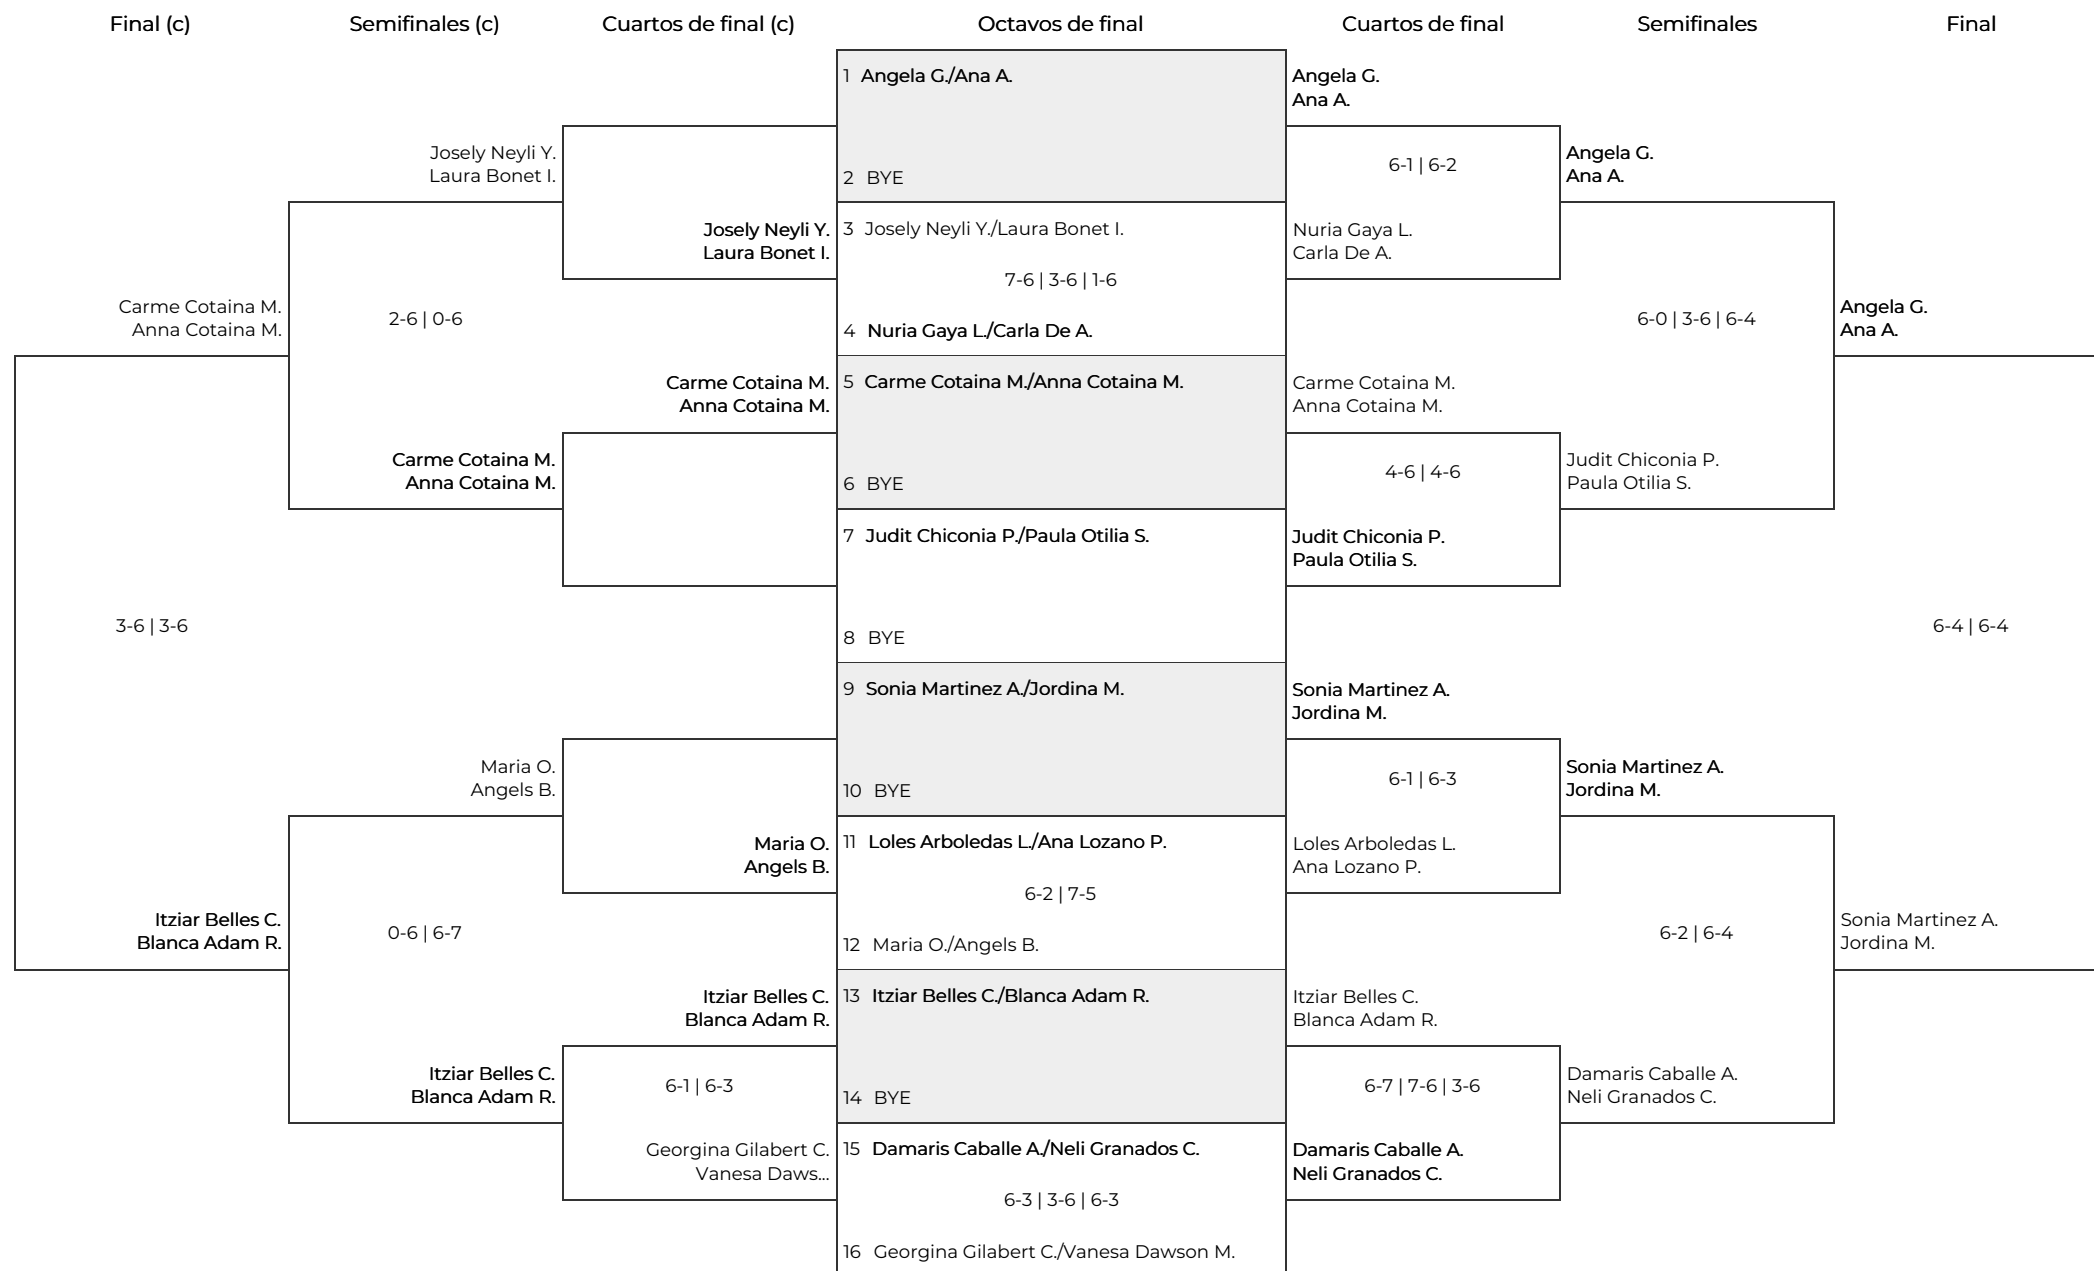 Final (c)
Semifinales (c)
Cuartos de final (c)
Octavos de final
Cuartos de final
Semifinales
Final
1 Angela G./Ana A.
2 BYE
3 Josely Neyli Y./Laura Bonet I.
7-6 | 3-6 | 1-6
4 Nuria Gaya L./Carla De A.
5 Carme Cotaina M./Anna Cotaina M.
6 BYE
7 Judit Chiconia P./Paula Otilia S.
8 BYE
9 Sonia Martinez A./Jordina M.
10 BYE
11 Loles Arboledas L./Ana Lozano P.
6-2 | 7-5
12 Maria O./Angels B.
13 Itziar Belles C./Blanca Adam R.
14 BYE
15 Damaris Caballe A./Neli Granados C.
6-3 | 3-6 | 6-3
16 Georgina Gilabert C./Vanesa Dawson M.
Angela G.
Ana A.
6-1 | 6-2
Nuria Gaya L.
Carla De A.
Carme Cotaina M.
Anna Cotaina M.
4-6 | 4-6
Judit Chiconia P.
Paula Otilia S.
Sonia Martinez A.
Jordina M.
6-1 | 6-3
Loles Arboledas L.
Ana Lozano P.
Itziar Belles C.
Blanca Adam R.
6-7 | 7-6 | 3-6
Damaris Caballe A.
Neli Granados C.
Angela G.
Ana A.
6-0 | 3-6 | 6-4
Judit Chiconia P.
Paula Otilia S.
Sonia Martinez A.
Jordina M.
6-2 | 6-4
Damaris Caballe A.
Neli Granados C.
Angela G.
Ana A.
6-4 | 6-4
Sonia Martinez A.
Jordina M.
Josely Neyli Y.
Laura Bonet I.
Carme Cotaina M.
Anna Cotaina M.
Maria O.
Angels B.
Itziar Belles C.
Blanca Adam R.
6-1 | 6-3
Georgina Gilabert C.
Vanesa Daws...
Josely Neyli Y.
Laura Bonet I.
2-6 | 0-6
Carme Cotaina M.
Anna Cotaina M.
Maria O.
Angels B.
0-6 | 6-7
Itziar Belles C.
Blanca Adam R.
Carme Cotaina M.
Anna Cotaina M.
3-6 | 3-6
Itziar Belles C.
Blanca Adam R.